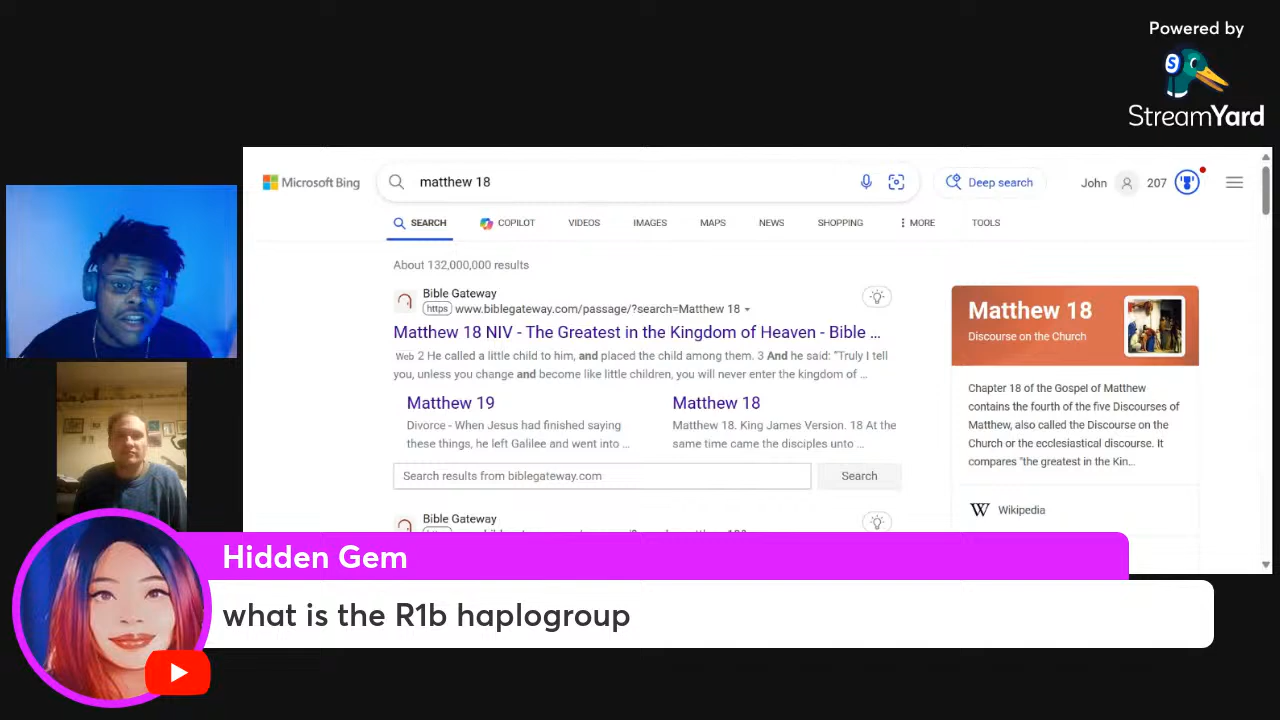 Powered by
S
StreamYard
Microsoft Bing
matthew 18
Deep search
John
207
SEARCH
COPILOT
VIDEOS
IMAGES
MAPS
NEWS
SHOPPING
MORE
TOOLS
About 132,000,000 results
Bible Gateway
https www.biblegateway.com/passage/?search=Matthew 18
Matthew 18 NIV - The Greatest in the Kingdom of Heaven - Bible ...
Web 2 He called a little child to him, and placed the child among them. 3 And he said: “Truly I tell
you, unless you change and become like little children, you will never enter the kingdom of ...
Matthew 19
Divorce - When Jesus had finished saying
these things, he left Galilee and went into ...
Matthew 18
Matthew 18. King James Version. 18 At the
same time came the disciples unto ...
Search results from biblegateway.com
Search
Bible Gateway
Matthew 18
Discourse on the Church
Chapter 18 of the Gospel of Matthew
contains the fourth of the five Discourses of
Matthew, also called the Discourse on the
Church or the ecclesiastical discourse. It
compares "the greatest in the Kin...
Wikipedia
Hidden Gem
what is the R1b haplogroup